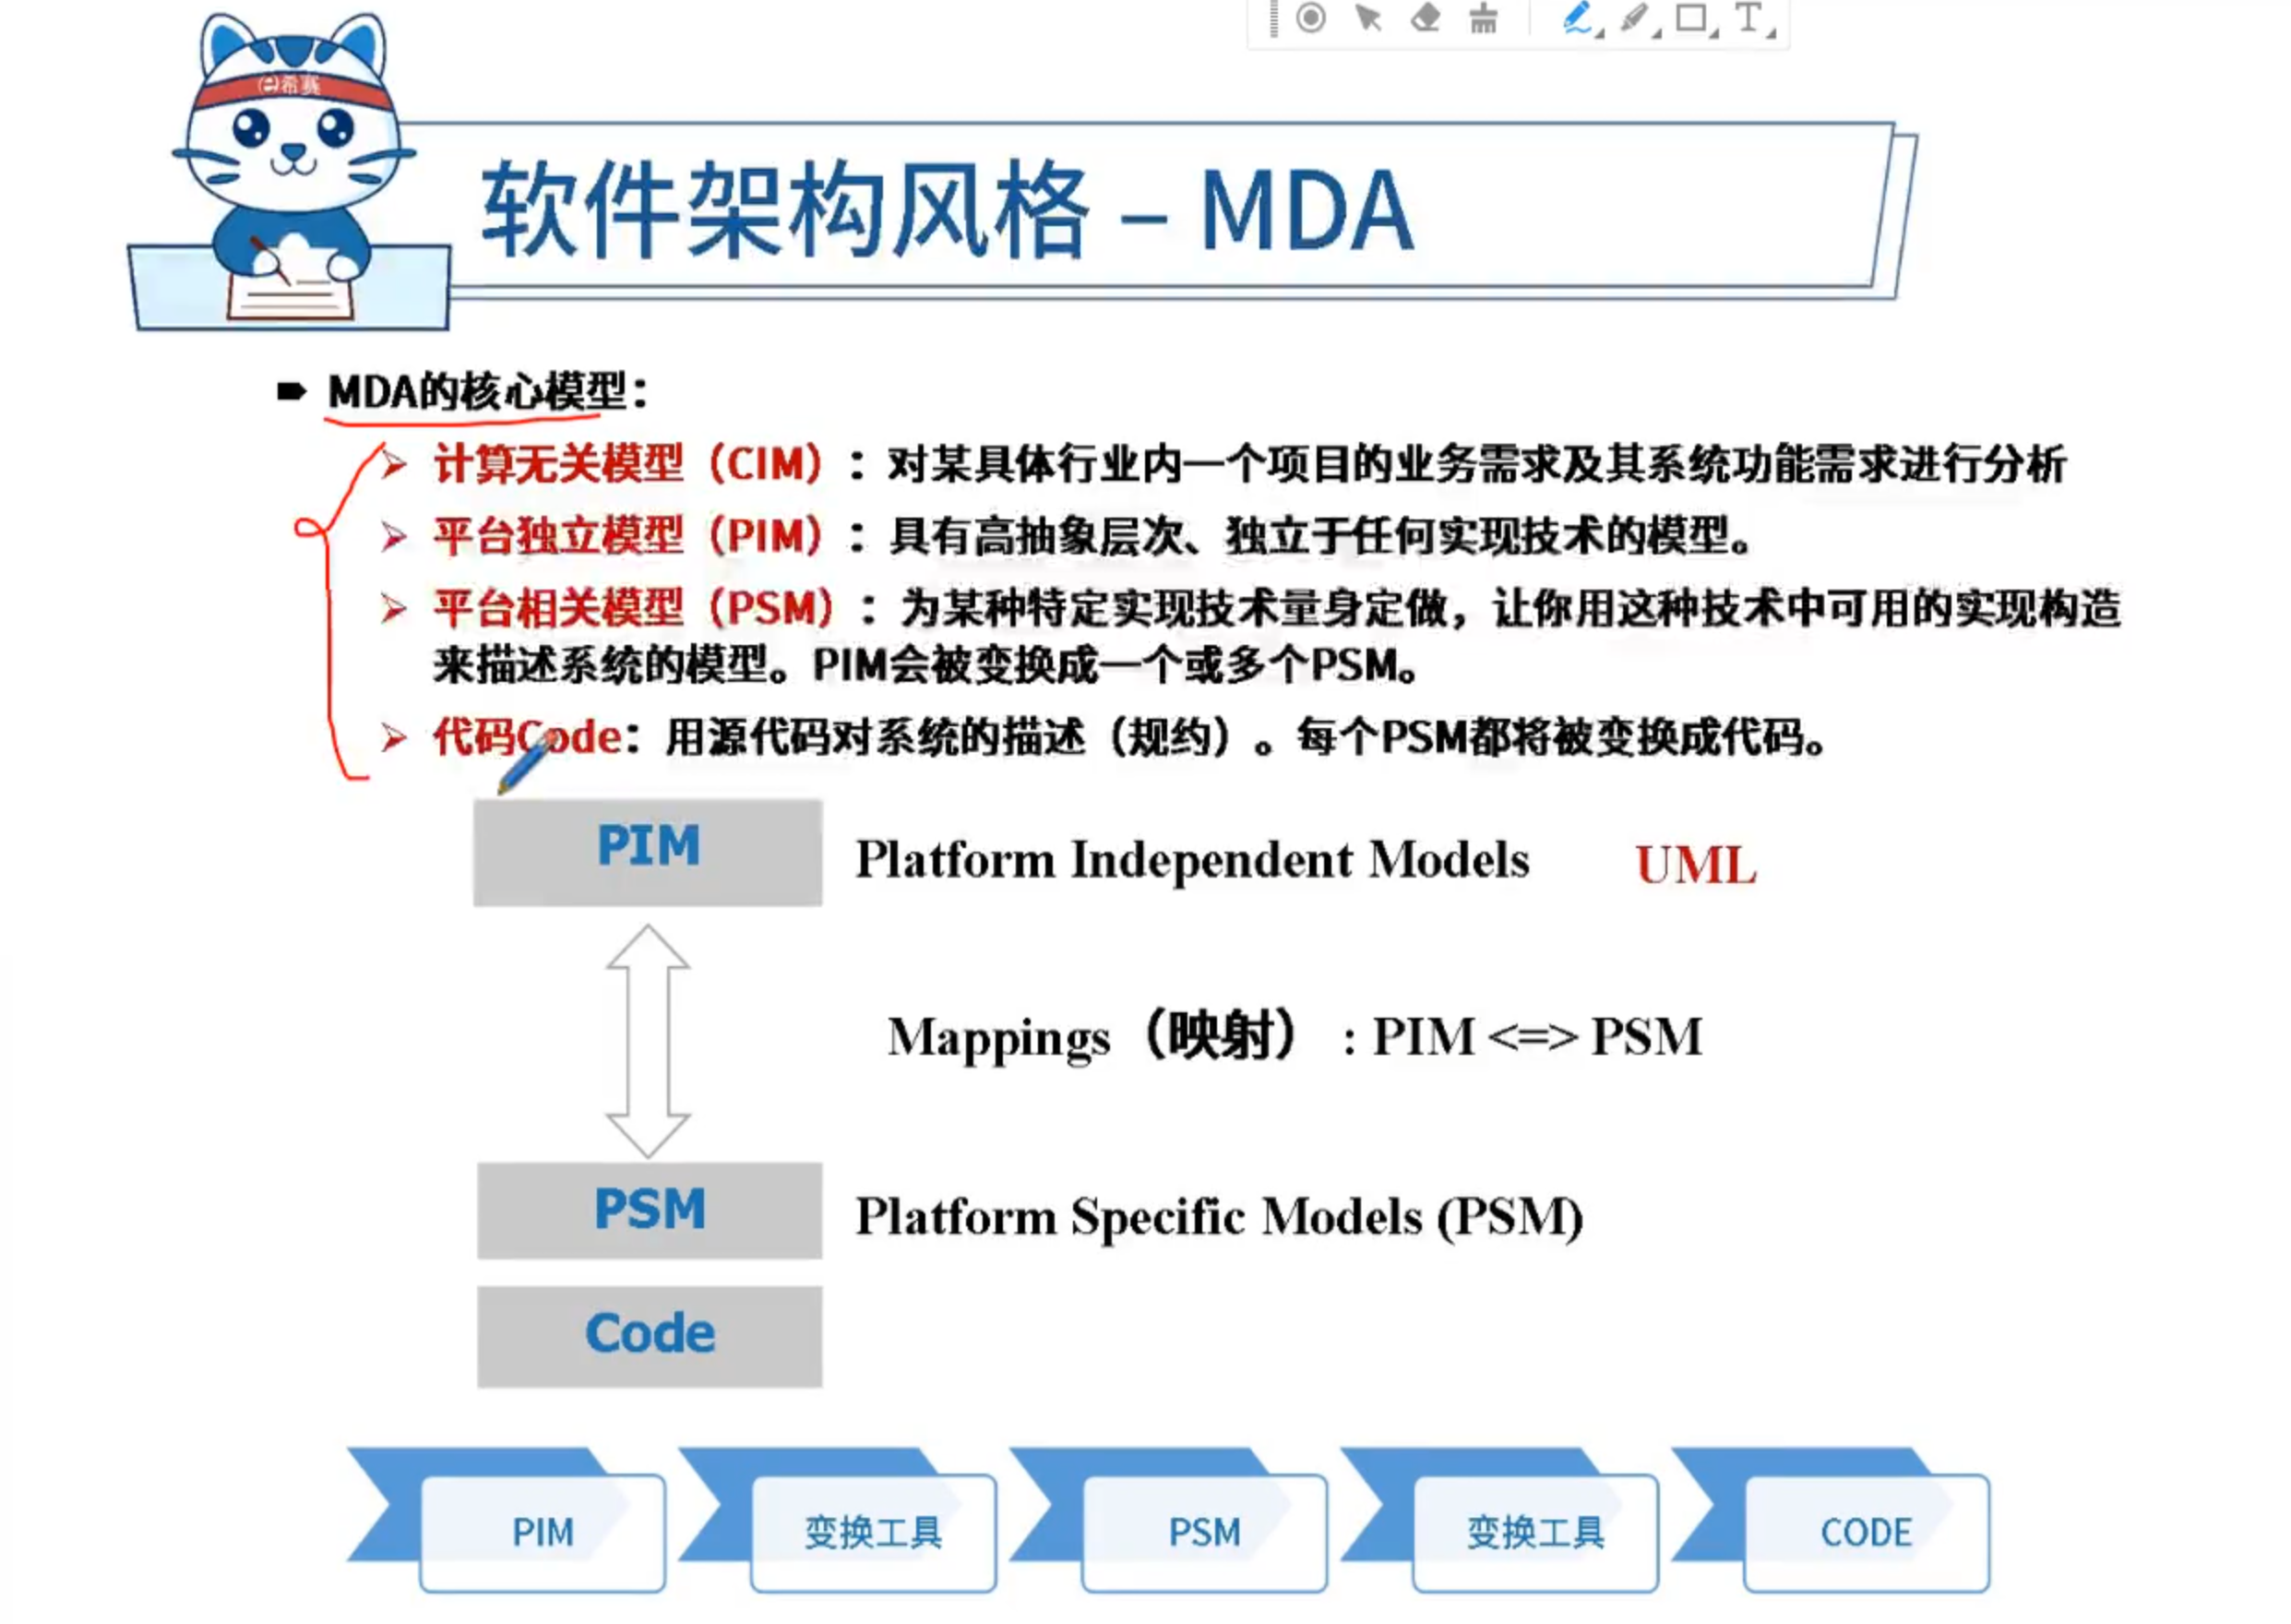 希赛
软件架构风格 – MDA
MDA的核心模型：
计算无关模型（CIM）：对某具体行业内一个项目的业务需求及其系统功能需求进行分析
平台独立模型（PIM）：具有高抽象层次、独立于任何实现技术的模型。
平台相关模型（PSM）：为某种特定实现技术量身定做，让你用这种技术中可用的实现构造
来描述系统的模型。PIM会被变换成一个或多个PSM。
代码Code：用源代码对系统的描述（规约）。每个PSM都将被变换成代码。
PIM Platform Independent Models UML
Mappings（映射）: PIM <=> PSM
PSM Platform Specific Models (PSM)
Code
PIM 变换工具 PSM 变换工具 CODE